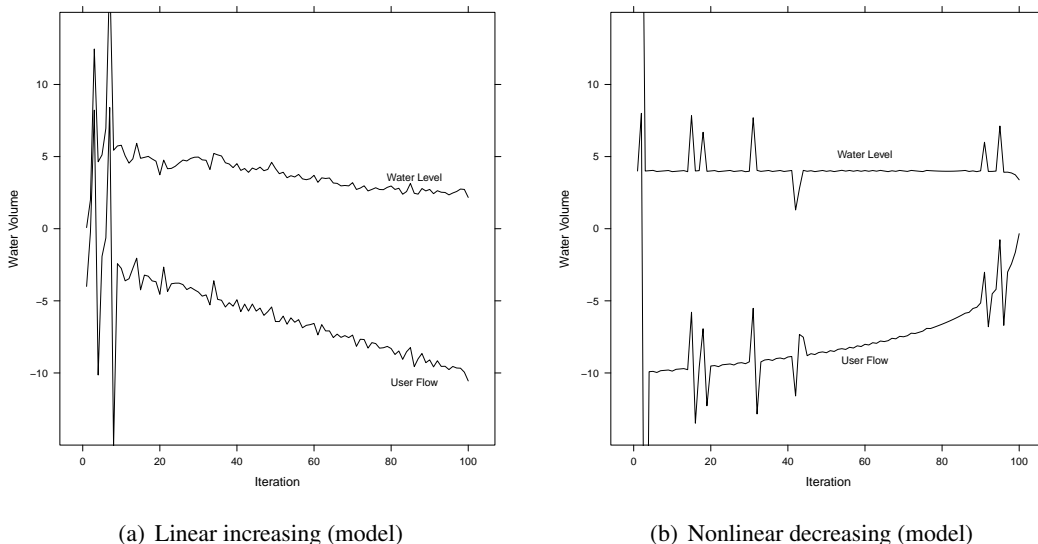 Water Volume
10
5
0
−5
−10
Water Level
User Flow
0 20 40 60 80 100
Iteration
(a) Linear increasing (model)
Water Volume
10
5
0
−5
−10
Water Level
User Flow
0 20 40 60 80 100
Iteration
(b) Nonlinear decreasing (model)